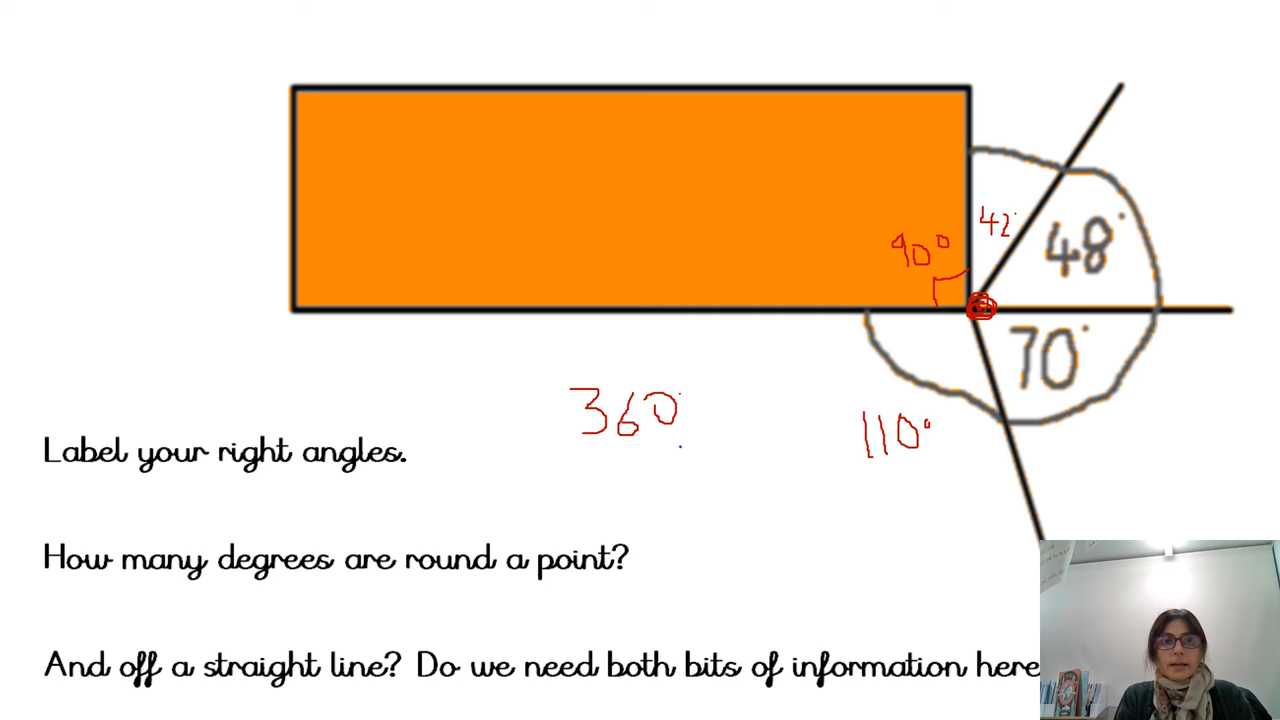 42°
48°
90°
70°
360°
110°
Label your right angles.
How many degrees are round a point?
And off a straight line? Do we need both bits of information here